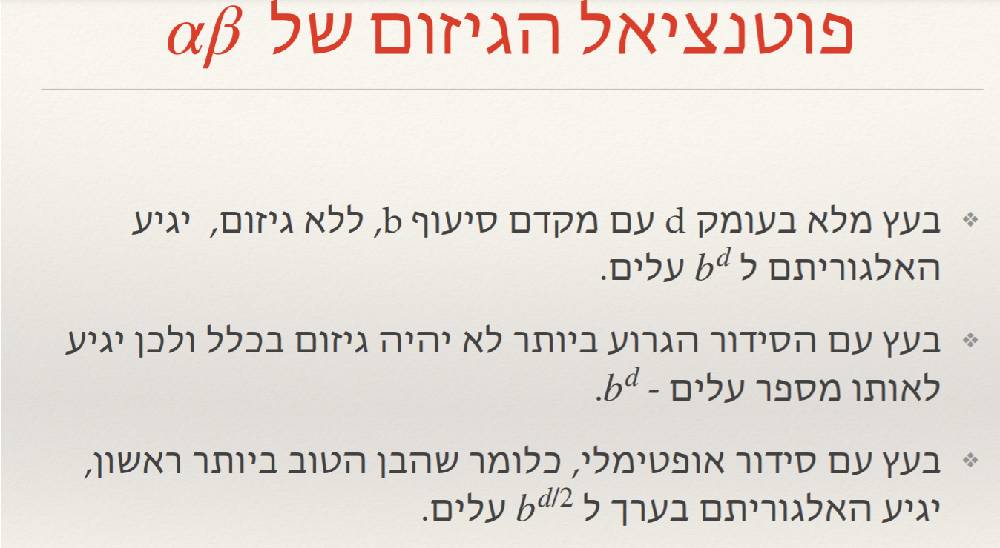 פוטנציאל הגיזום של αβ
❖ בעץ מלא בעומק d עם מקדם סיעוף b, ללא גיזום, יגיע
האלגוריתם ל b^d עלים.
❖ בעץ עם הסידור הגרוע ביותר לא יהיה גיזום בכלל ולכן יגיע
לאותו מספר עלים - b^d.
❖ בעץ עם סידור אופטימלי, כלומר שהבן הטוב ביותר ראשון,
יגיע האלגוריתם בערך ל b^{d/2} עלים.